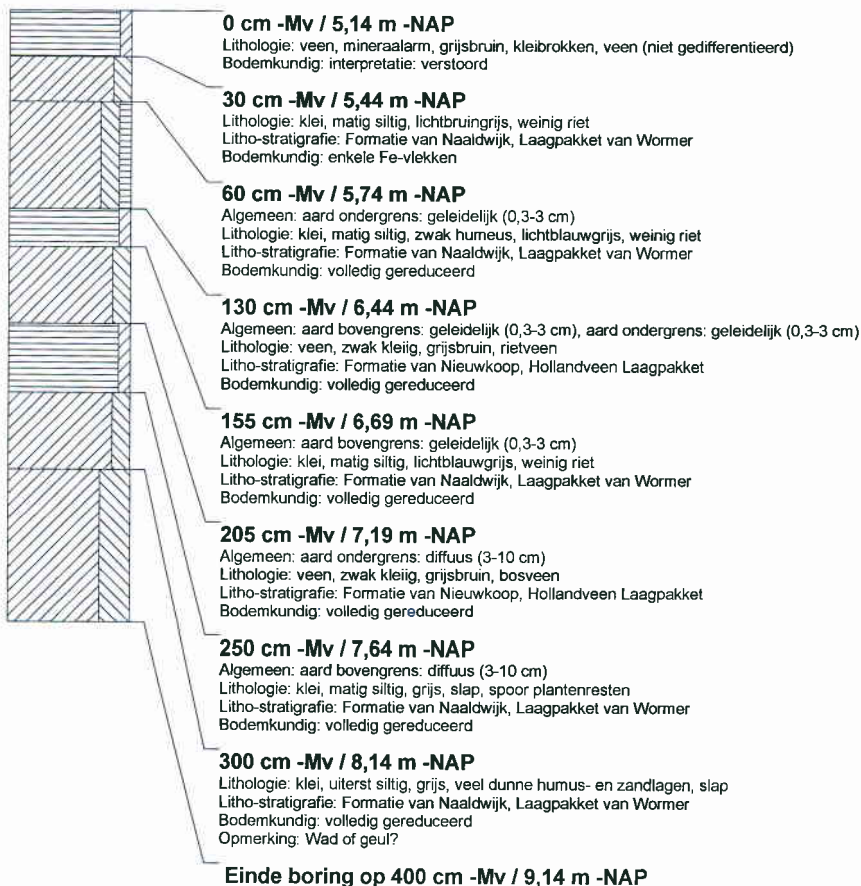 0 cm -Mv / 5,14 m -NAP
Lithologie: veen, mineraalarm, grijsbruin, kleibrokken, veen (niet gedifferentieerd)
Bodemkundig: interpretatie: verstoord
30 cm -Mv / 5,44 m -NAP
Lithologie: klei, matig siltig, lichtbruingrijs, weinig riet
Litho-stratigrafie: Formatie van Naaldwijk, Laagpakket van Wormer
Bodemkundig: enkele Fe-vlekken
60 cm -Mv / 5,74 m -NAP
Algemeen: aard ondergrens: geleidelijk (0,3-3 cm)
Lithologie: klei, matig siltig, zwak humeus, lichtblauwgrijs, weinig riet
Litho-stratigrafie: Formatie van Naaldwijk, Laagpakket van Wormer
Bodemkundig: volledig gereduceerd
130 cm -Mv / 6,44 m -NAP
Algemeen: aard bovengrens: geleidelijk (0,3-3 cm), aard ondergrens: geleidelijk (0,3-3 cm)
Lithologie: veen, zwak kleiig, grijsbruin, rietveen
Litho-stratigrafie: Formatie van Nieuwkoop, Hollandveen Laagpakket
Bodemkundig: volledig gereduceerd
155 cm -Mv / 6,69 m -NAP
Algemeen: aard bovengrens: geleidelijk (0,3-3 cm)
Lithologie: klei, matig siltig, lichtblauwgrijs, weinig riet
Litho-stratigrafie: Formatie van Naaldwijk, Laagpakket van Wormer
Bodemkundig: volledig gereduceerd
205 cm -Mv / 7,19 m -NAP
Algemeen: aard ondergrens: diffuus (3-10 cm)
Lithologie: veen, zwak kleiig, grijsbruin, bosveen
Litho-stratigrafie: Formatie van Nieuwkoop, Hollandveen Laagpakket
Bodemkundig: volledig gereduceerd
250 cm -Mv / 7,64 m -NAP
Algemeen: aard bovengrens: diffuus (3-10 cm)
Lithologie: klei, matig siltig, grijs, slap, spoor plantenresten
Litho-stratigrafie: Formatie van Naaldwijk, Laagpakket van Wormer
Bodemkundig: volledig gereduceerd
300 cm -Mv / 8,14 m -NAP
Lithologie: klei, uiterst siltig, grijs, veel dunne humus- en zandlagen, slap
Litho-stratigrafie: Formatie van Naaldwijk, Laagpakket van Wormer
Bodemkundig: volledig gereduceerd
Opmerking: Wad of geul?
Einde boring op 400 cm -Mv / 9,14 m -NAP